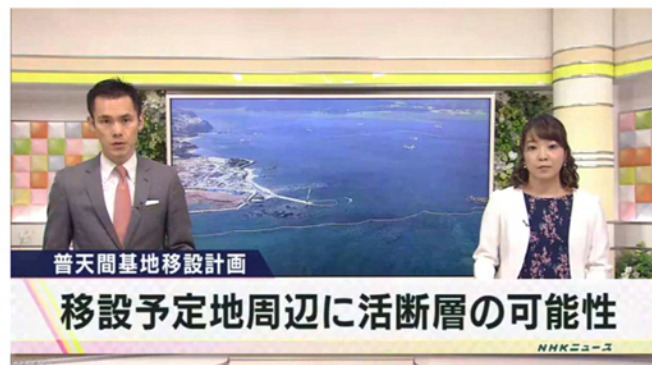 普天間基地移設計画
移設予定地周辺に活断層の可能性
NHKニュース